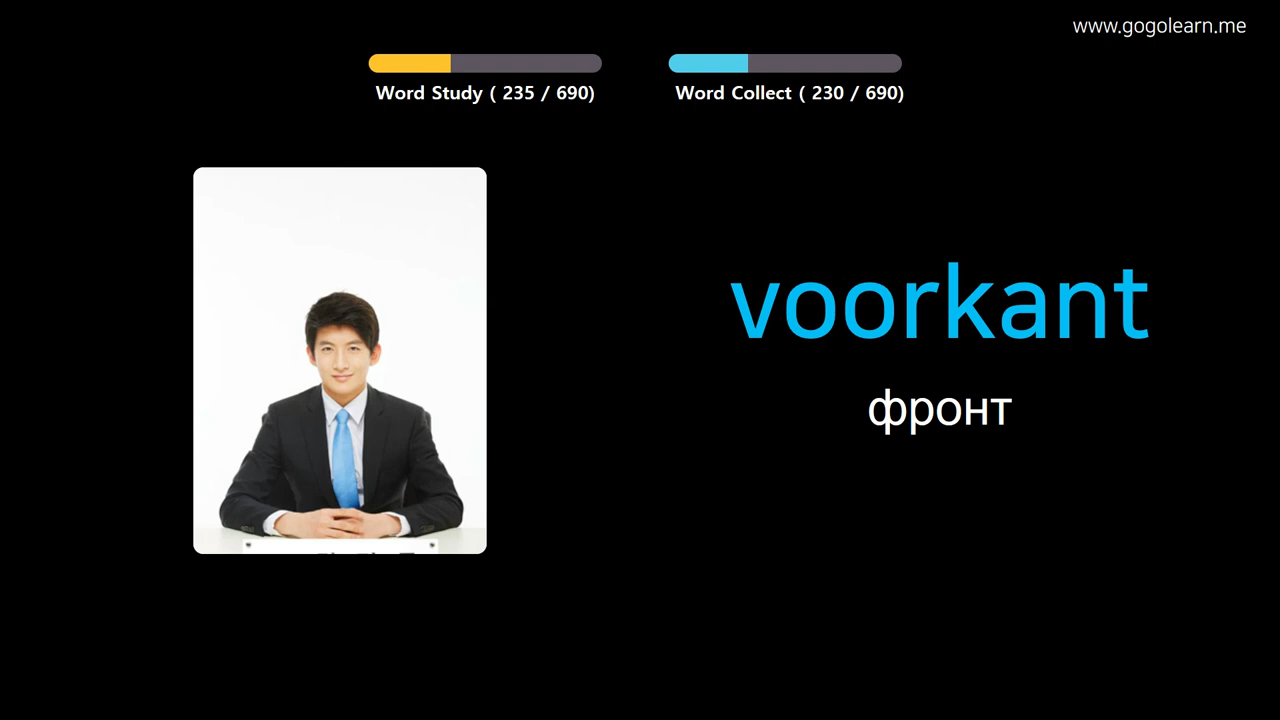 www.gogolearn.me
Word Study ( 235 / 690)
Word Collect ( 230 / 690)
voorkant
фронт